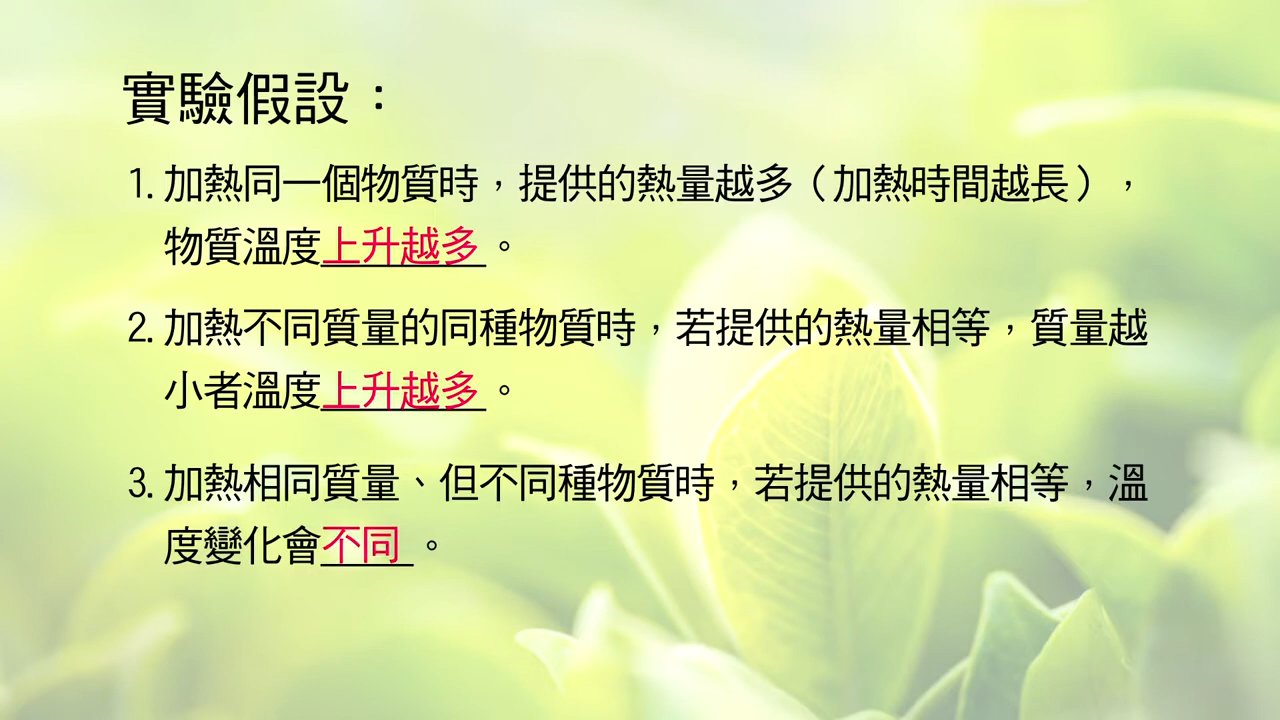 實驗假設：
1. 加熱同一個物質時，提供的熱量越多（加熱時間越長），
物質溫度上升越多。
2. 加熱不同質量的同種物質時，若提供的熱量相等，質量越
小者溫度上升越多。
3. 加熱相同質量、但不同種物質時，若提供的熱量相等，溫
度變化會不同。